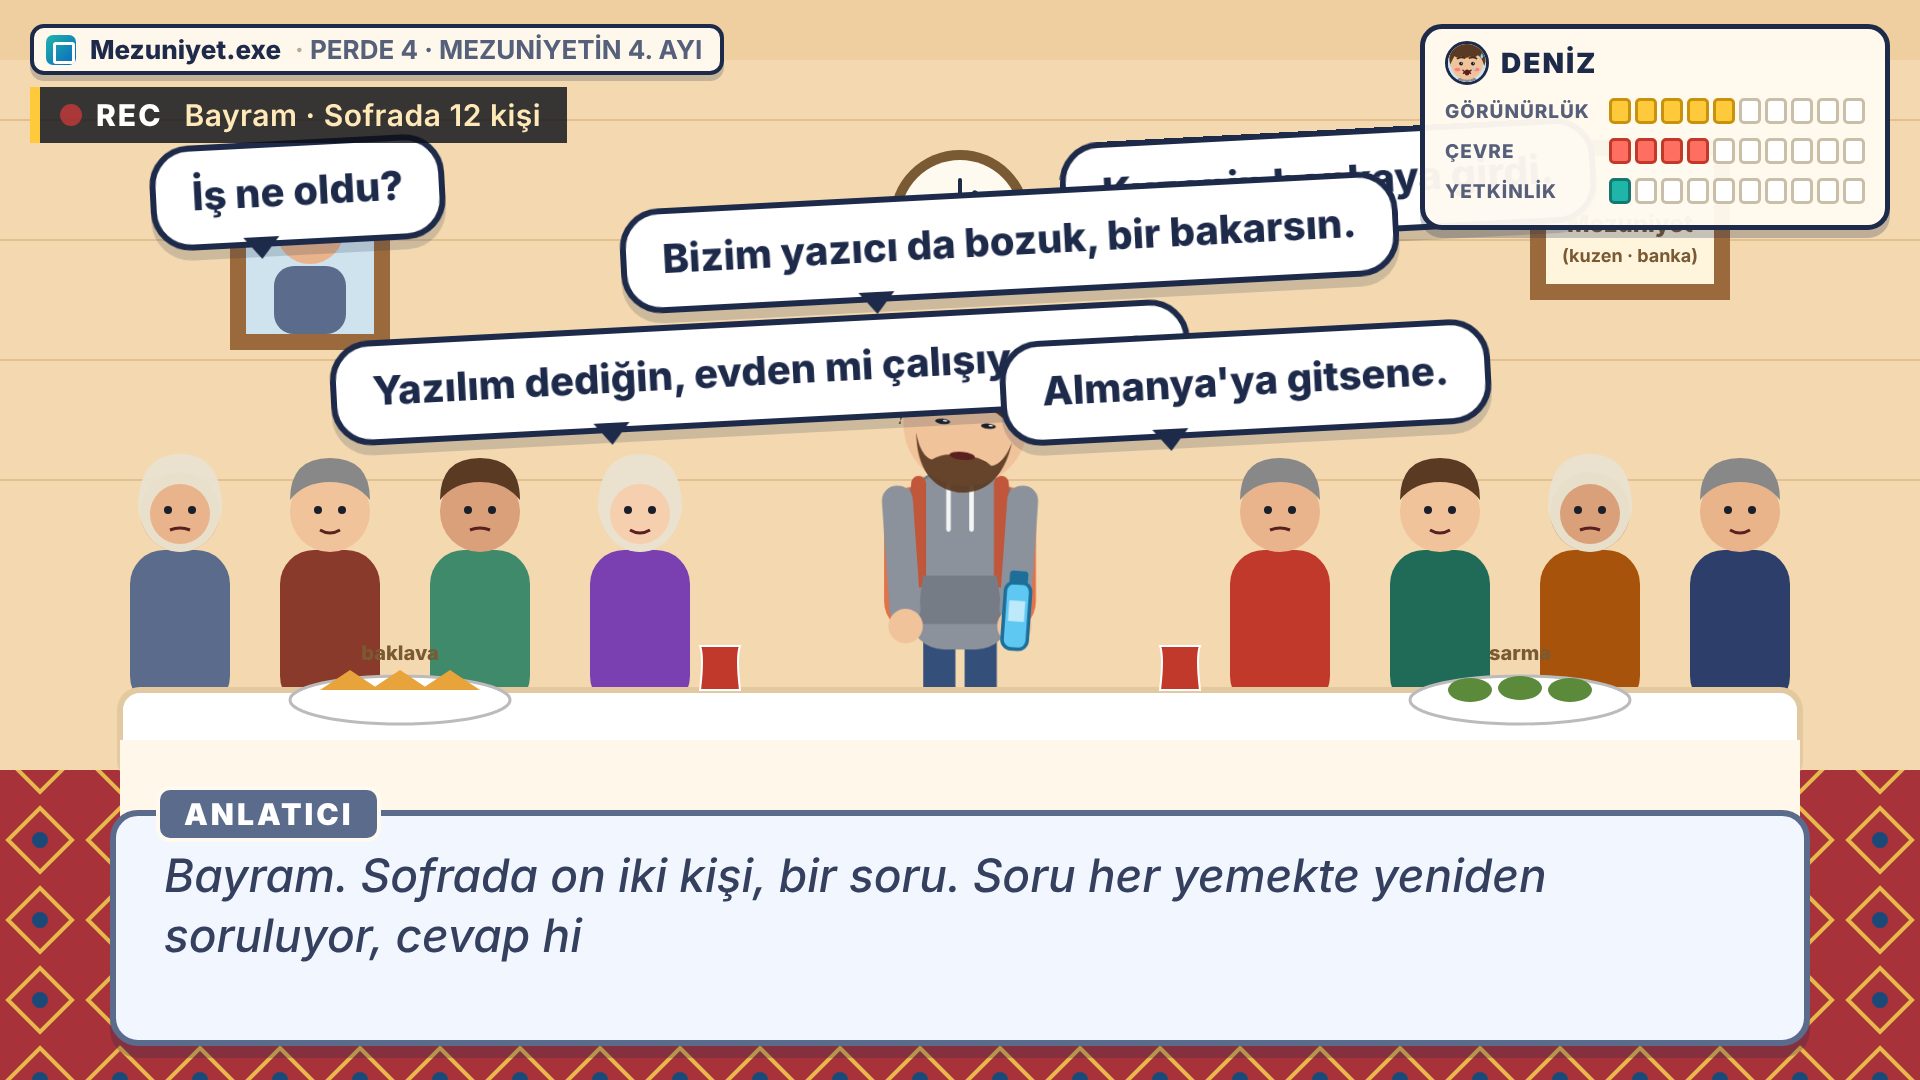 Mezuniyet.exe · PERDE 4 · MEZUNİYETİN 4. AYI
REC Bayram · Sofrada 12 kişi
DENİZ
GÖRÜNÜRLÜK
ÇEVRE
YETKİNLİK
İş ne oldu?
girdi.
Bizim yazıcı da bozuk, bir bakarsın.
Mezuniyet
(kuzen · banka)
Yazılım dediğin, evden mi çalışıy
Almanya'ya gitsene.
baklava
sarma
ANLATICI
Bayram. Sofrada on iki kişi, bir soru. Soru her yemekte yeniden
soruluyor, cevap hi